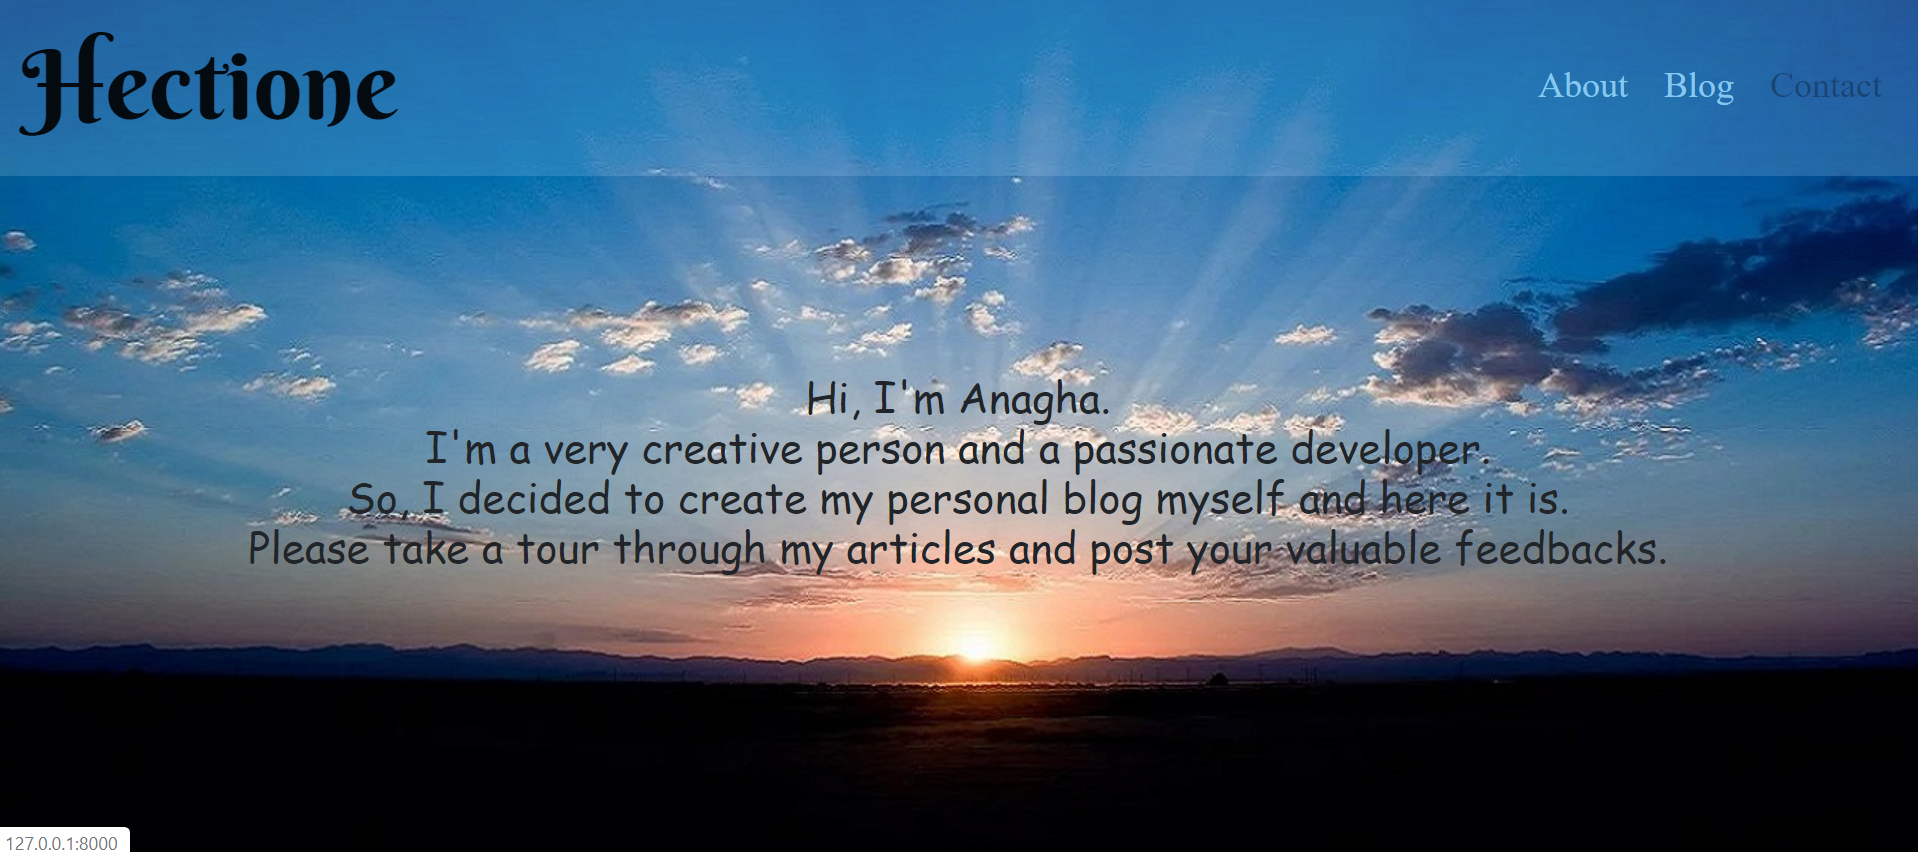 Hectione
About Blog Contact
Hi, I'm Anagha.
I'm a very creative person and a passionate developer.
So, I decided to create my personal blog myself and here it is.
Please take a tour through my articles and post your valuable feedbacks.
127.0.0.1:8000